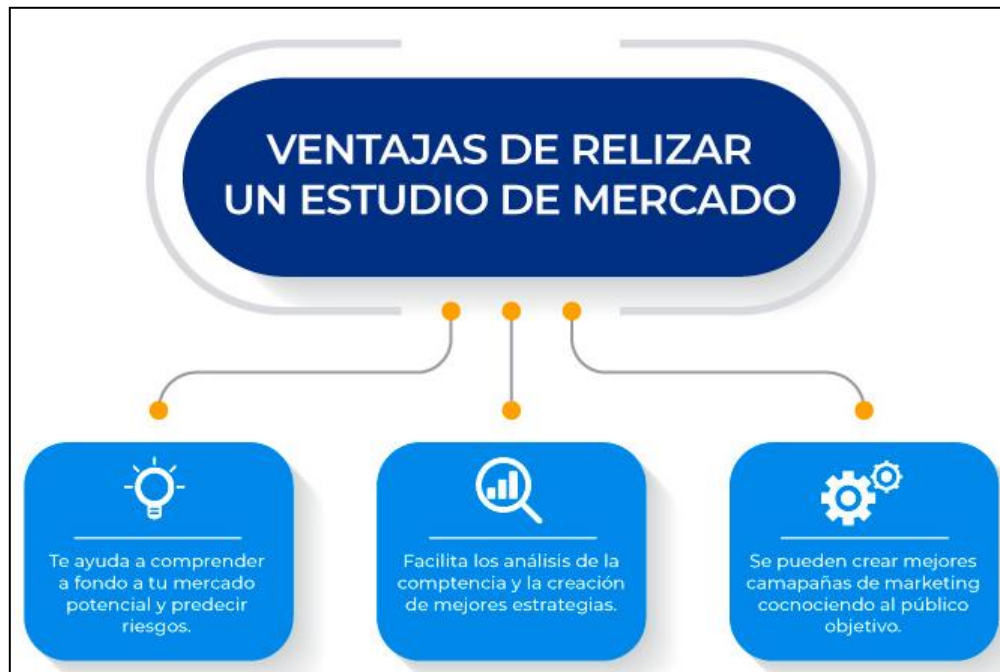 VENTAJAS DE RELIZAR
UN ESTUDIO DE MERCADO
Te ayuda a comprender
a fondo a tu mercado
potencial y predecir
riesgos.
Facilita los análisis de la
comptencia y la creación
de mejores estrategias.
Se pueden crear mejores
camapañas de marketing
cocnociendo al público
objetivo.